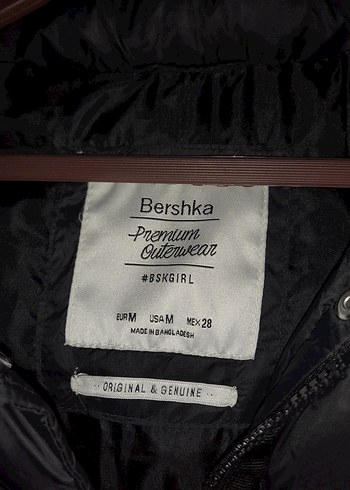 Bershka
Premium
Outerwear
#BSKGIRL
EUR M USA M MEX 28
MADE IN BANGLADESH
·· ORIGINAL & GENUINE ··